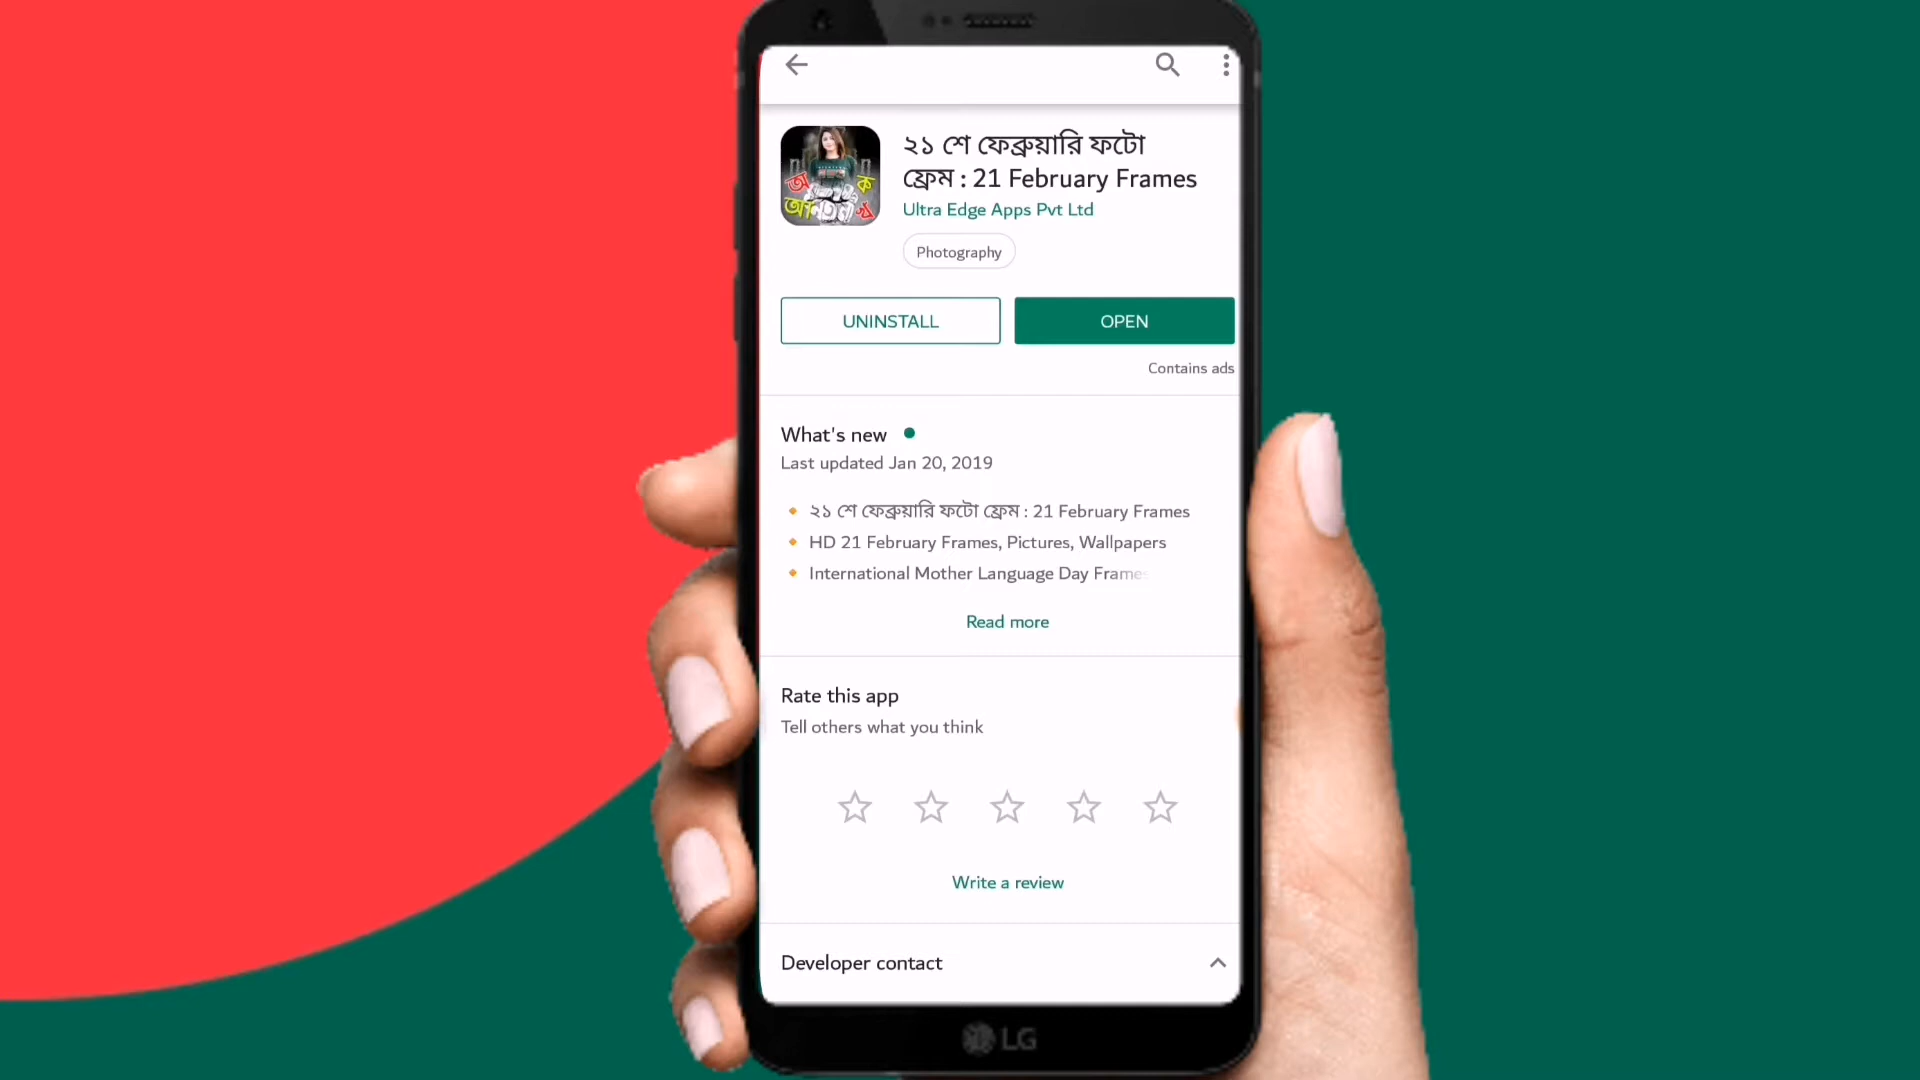 ২১ শে ফেব্রুয়ারি ফটো
ফ্রেম : 21 February Frames
Ultra Edge Apps Pvt Ltd
Photography
UNINSTALL
OPEN
Contains ads
What's new
Last updated Jan 20, 2019
২১ শে ফেব্রুয়ারি ফটো ফ্রেম : 21 February Frames
HD 21 February Frames, Pictures, Wallpapers
International Mother Language Day Frames
Read more
Rate this app
Tell others what you think
Write a review
Developer contact
LG